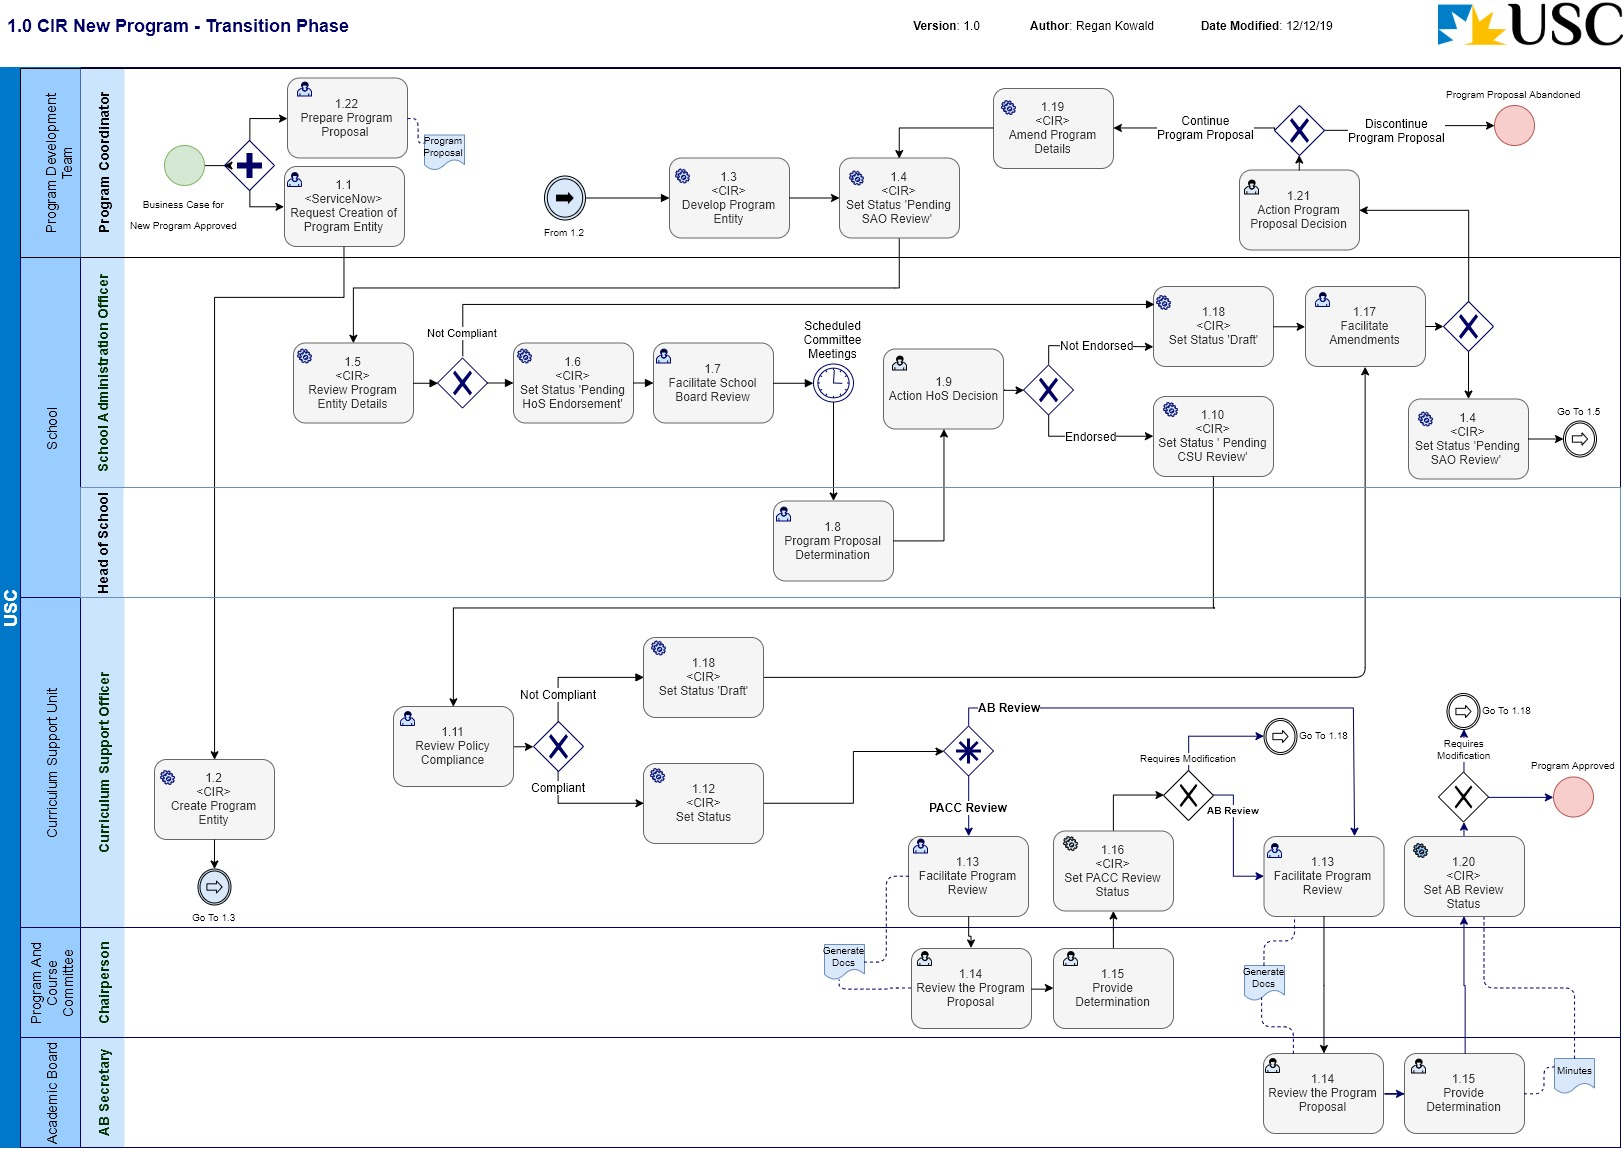 1.0 CIR New Program - Transition Phase
Version: 1.0
Author: Regan Kowald
Date Modified: 12/12/19
USC
USC
Program Development
Team
Program Coordinator
Business Case for
New Program Approved
1.22
Prepare Program
Proposal
Program
Proposal
1.1
<ServiceNow>
Request Creation of
Program Entity
From 1.2
1.3
<CIR>
Develop Program
Entity
1.4
<CIR>
Set Status 'Pending
SAO Review'
1.19
<CIR>
Amend Program
Details
Continue
Program Proposal
Discontinue
Program Proposal
Program Proposal Abandoned
1.21
Action Program
Proposal Decision
School
School Administration Officer
1.5
<CIR>
Review Program
Entity Details
Not Compliant
1.6
<CIR>
Set Status 'Pending
HoS Endorsement'
1.7
Facilitate School
Board Review
Scheduled
Committee
Meetings
1.9
Action HoS Decision
Not Endorsed
Endorsed
1.18
<CIR>
Set Status 'Draft'
1.10
<CIR>
Set Status ' Pending
CSU Review'
1.17
Facilitate
Amendments
1.4
<CIR>
Set Status 'Pending
SAO Review'
Go To 1.5
Head of School
1.8
Program Proposal
Determination
Curriculum Support Unit
Curriculum Support Officer
1.2
<CIR>
Create Program
Entity
Go To 1.3
1.11
Review Policy
Compliance
Not Compliant
Compliant
1.18
<CIR>
Set Status 'Draft'
1.12
<CIR>
Set Status
AB Review
PACC Review
1.13
Facilitate Program
Review
1.16
<CIR>
Set PACC Review
Status
Requires Modification
Go To 1.18
AB Review
1.13
Facilitate Program
Review
Go To 1.18
Requires
Modification
Program Approved
1.20
<CIR>
Set AB Review
Status
Program And
Course
Committee
Chairperson
Generate
Docs
1.14
Review the Program
Proposal
1.15
Provide
Determination
Generate
Docs
Academic Board
AB Secretary
1.14
Review the Program
Proposal
1.15
Provide
Determination
Minutes